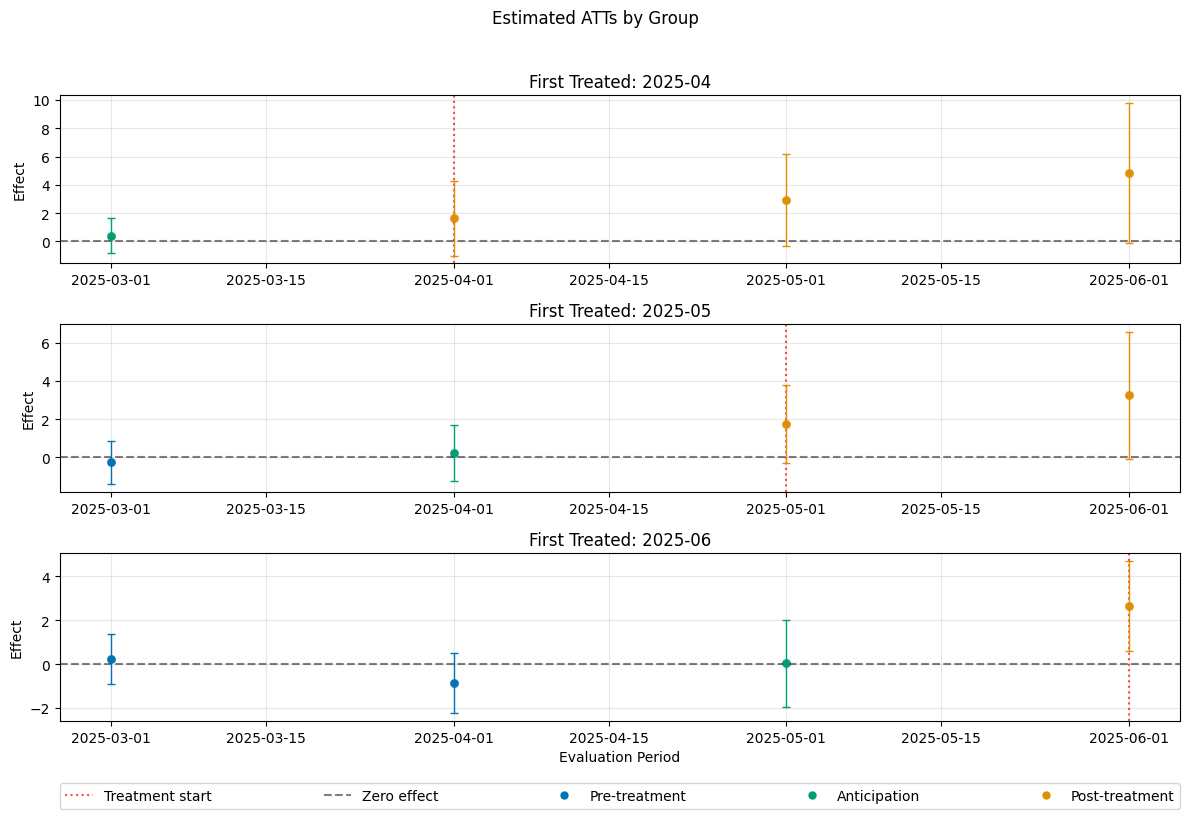 Estimated ATTs by Group
First Treated: 2025-04
Effect
10
8
6
4
2
0
2025-03-01 2025-03-15 2025-04-01 2025-04-15 2025-05-01 2025-05-15 2025-06-01
First Treated: 2025-05
Effect
6
4
2
0
2025-03-01 2025-03-15 2025-04-01 2025-04-15 2025-05-01 2025-05-15 2025-06-01
First Treated: 2025-06
Effect
4
2
0
−2
2025-03-01 2025-03-15 2025-04-01 2025-04-15 2025-05-01 2025-05-15 2025-06-01
Evaluation Period
Treatment start Zero effect Pre-treatment Anticipation Post-treatment